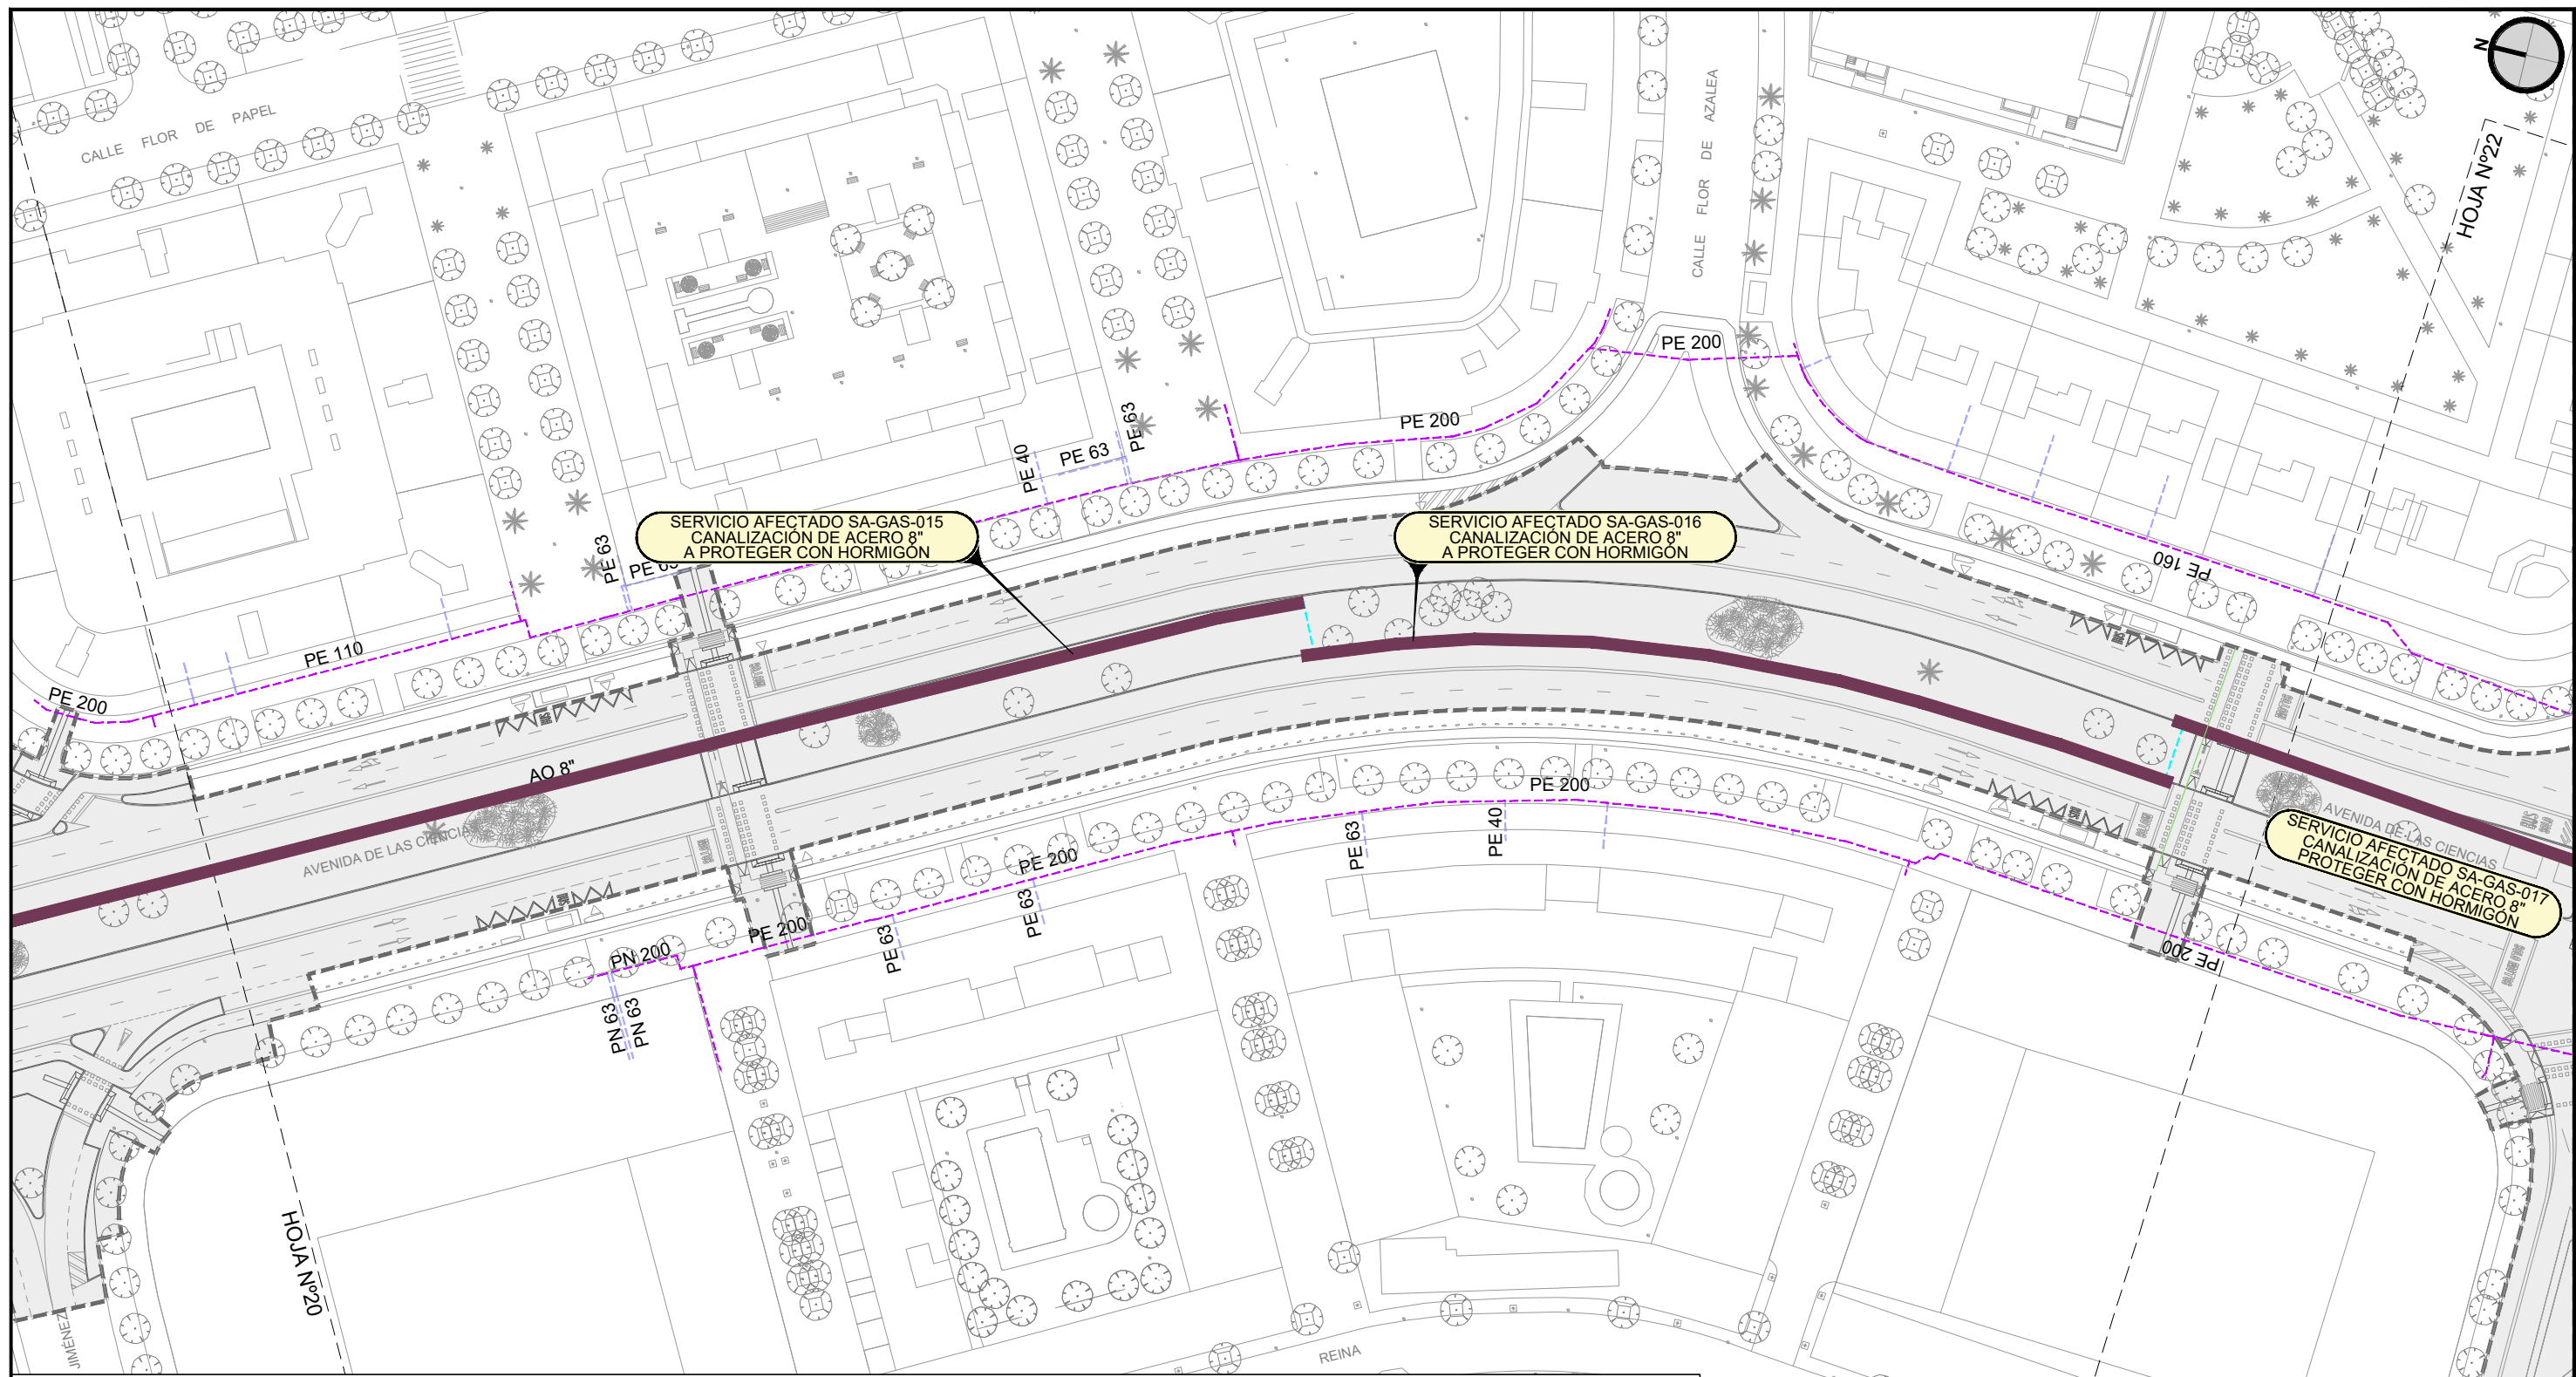 N
CALLE FLOR DE PAPEL
CALLE FLOR DE AZALEA
HOJA Nº22
PE 200
PE 200
PE 63
PE 63
PE 40
SERVICIO AFECTADO SA-GAS-015
CANALIZACIÓN DE ACERO 8"
A PROTEGER CON HORMIGÓN
SERVICIO AFECTADO SA-GAS-016
CANALIZACIÓN DE ACERO 8"
A PROTEGER CON HORMIGÓN
PE 63
PE 63
PE 160
PE 110
PE 200
AO 8"
AVENIDA DE LAS CIENCIAS
PE 200
PE 63
PE 40
AVENIDA DE LAS CIENCIAS
SERVICIO AFECTADO SA-GAS-017
CANALIZACIÓN DE ACERO 8"
PROTEGER CON HORMIGÓN
PE 200
PE 63
PE 200
PE 63
PN 200
PE 200
PN 63
PN 63
HOJA Nº20
JIMÉNEZ
REINA